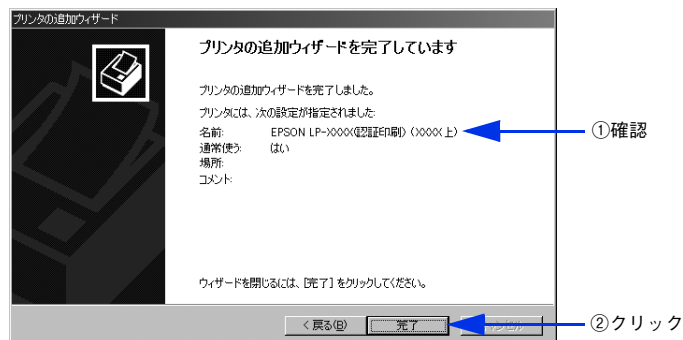 プリンタの追加ウィザード
プリンタの追加ウィザードを完了しています
プリンタの追加ウィザードを完了しました。
プリンタには、次の設定が指定されました:
名前: EPSON LP-XXXX(認証印刷) (XXXX 上)
①確認
通常使う: はい
場所:
コメント:
ウィザードを閉じるには、[完了] をクリックしてください。
< 戻る(B) 完了 キャンセル
②クリック